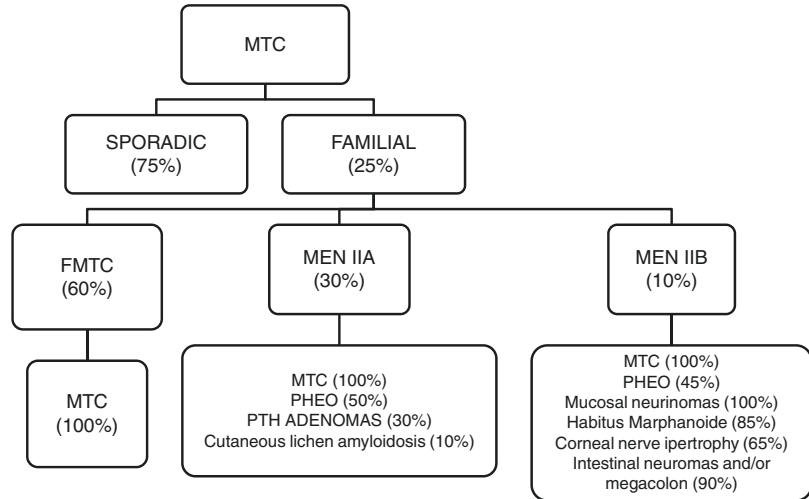 MTC
SPORADIC
(75%)
FAMILIAL
(25%)
FMTC
(60%)
MEN IIA
(30%)
MEN IIB
(10%)
MTC
(100%)
MTC (100%)
PHEO (50%)
PTH ADENOMAS (30%)
Cutaneous lichen amyloidosis (10%)
MTC (100%)
PHEO (45%)
Mucosal neurinomas (100%)
Habitus Marphanoide (85%)
Corneal nerve ipertrophy (65%)
Intestinal neuromas and/or
megacolon (90%)